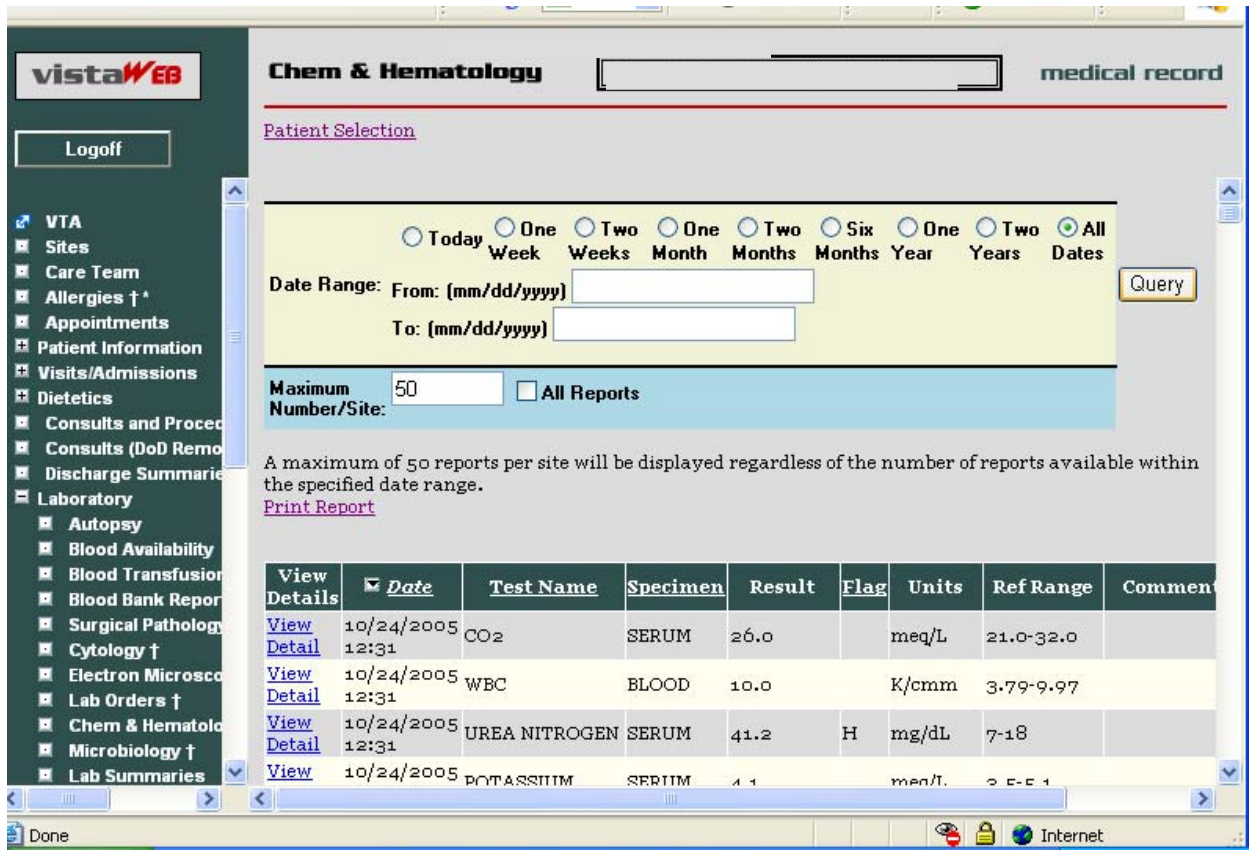 vistaWEB
Chem & Hematology
medical record
Logoff
Patient Selection
VTA
Sites
Care Team
Allergies †*
Appointments
Patient Information
Visits/Admissions
Dietetics
Consults and Proced
Consults (DoD Remo
Discharge Summarie
Laboratory
Autopsy
Blood Availability
Blood Transfusion
Blood Bank Repor
Surgical Pathology
Cytology †
Electron Microsco
Lab Orders †
Chem & Hematolo
Microbiology †
Lab Summaries
Today One Week Two Weeks One Month Two Months Six Months One Year Two Years All Dates
Date Range: From: (mm/dd/yyyy)
To: (mm/dd/yyyy)
Query
Maximum Number/Site: 50 All Reports
A maximum of 50 reports per site will be displayed regardless of the number of reports available within
the specified date range.
Print Report
View Details Date Test Name Specimen Result Flag Units Ref Range Comment
View Detail 10/24/2005 12:31 CO2 SERUM 26.0 meq/L 21.0-32.0
View Detail 10/24/2005 12:31 WBC BLOOD 10.0 K/cmm 3.79-9.97
View Detail 10/24/2005 12:31 UREA NITROGEN SERUM 41.2 H mg/dL 7-18
View 10/24/2005 POTASSIUM SERUM 4.1 meq/L 3.5-5.1
Done
Internet